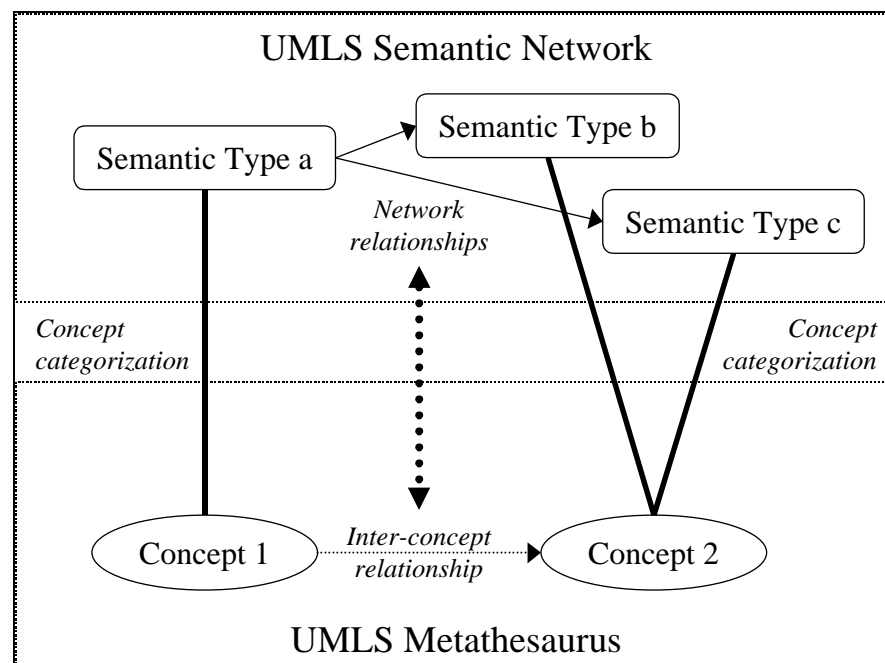 UMLS Semantic Network
Semantic Type b
Semantic Type a
Semantic Type c
Network
relationships
Concept
categorization
Concept
categorization
Inter-concept
relationship
Concept 1
Concept 2
UMLS Metathesaurus